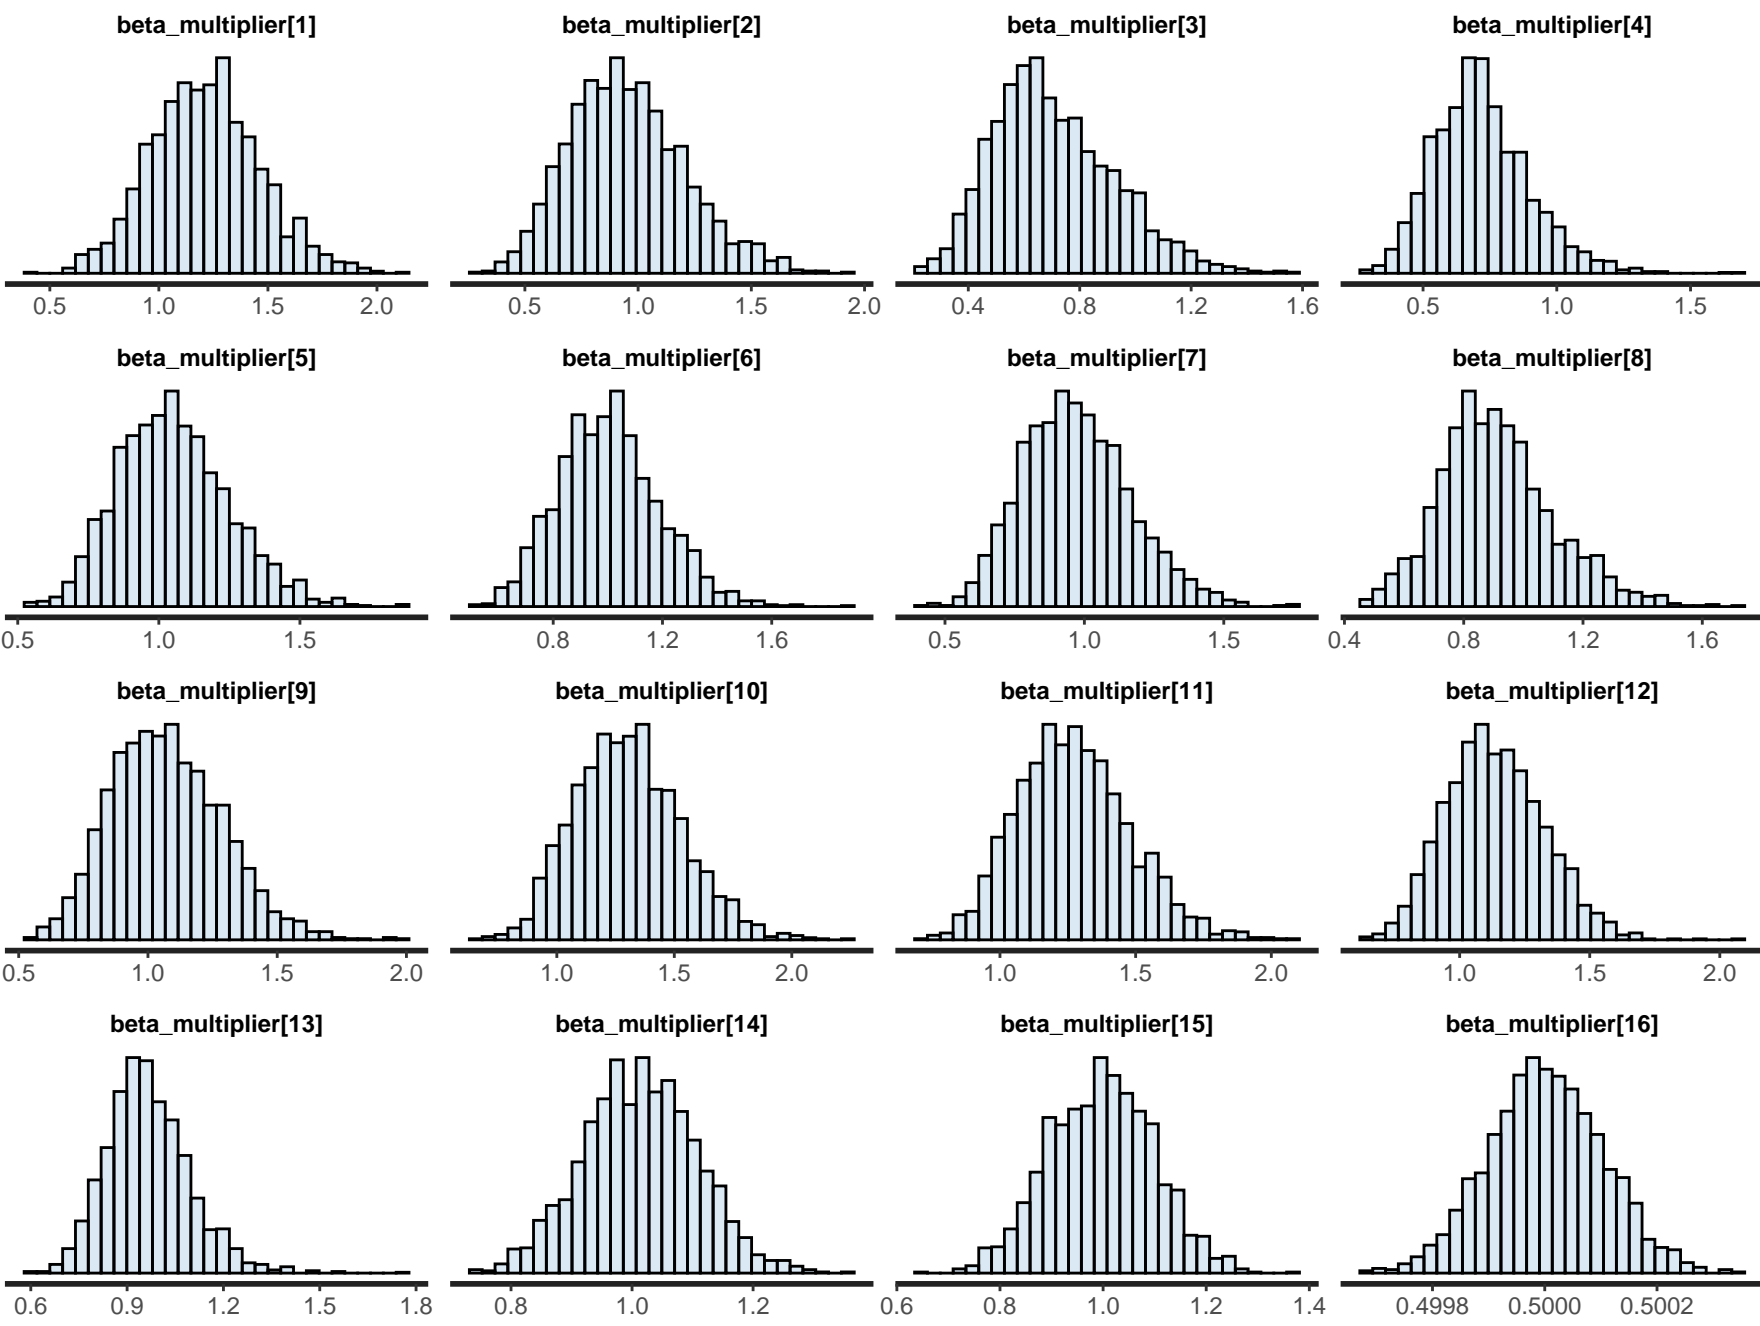 beta_multiplier[1] beta_multiplier[2] beta_multiplier[3] beta_multiplier[4]
0.5 1.0 1.5 2.0 0.5 1.0 1.5 2.0 0.4 0.8 1.2 1.6 0.5 1.0 1.5
beta_multiplier[5] beta_multiplier[6] beta_multiplier[7] beta_multiplier[8]
0.5 1.0 1.5 0.8 1.2 1.6 0.5 1.0 1.5 0.4 0.8 1.2 1.6
beta_multiplier[9] beta_multiplier[10] beta_multiplier[11] beta_multiplier[12]
0.5 1.0 1.5 2.0 1.0 1.5 2.0 1.0 1.5 2.0 1.0 1.5 2.0
beta_multiplier[13] beta_multiplier[14] beta_multiplier[15] beta_multiplier[16]
0.6 0.9 1.2 1.5 1.8 0.8 1.0 1.2 0.6 0.8 1.0 1.2 1.4 0.4998 0.5000 0.5002